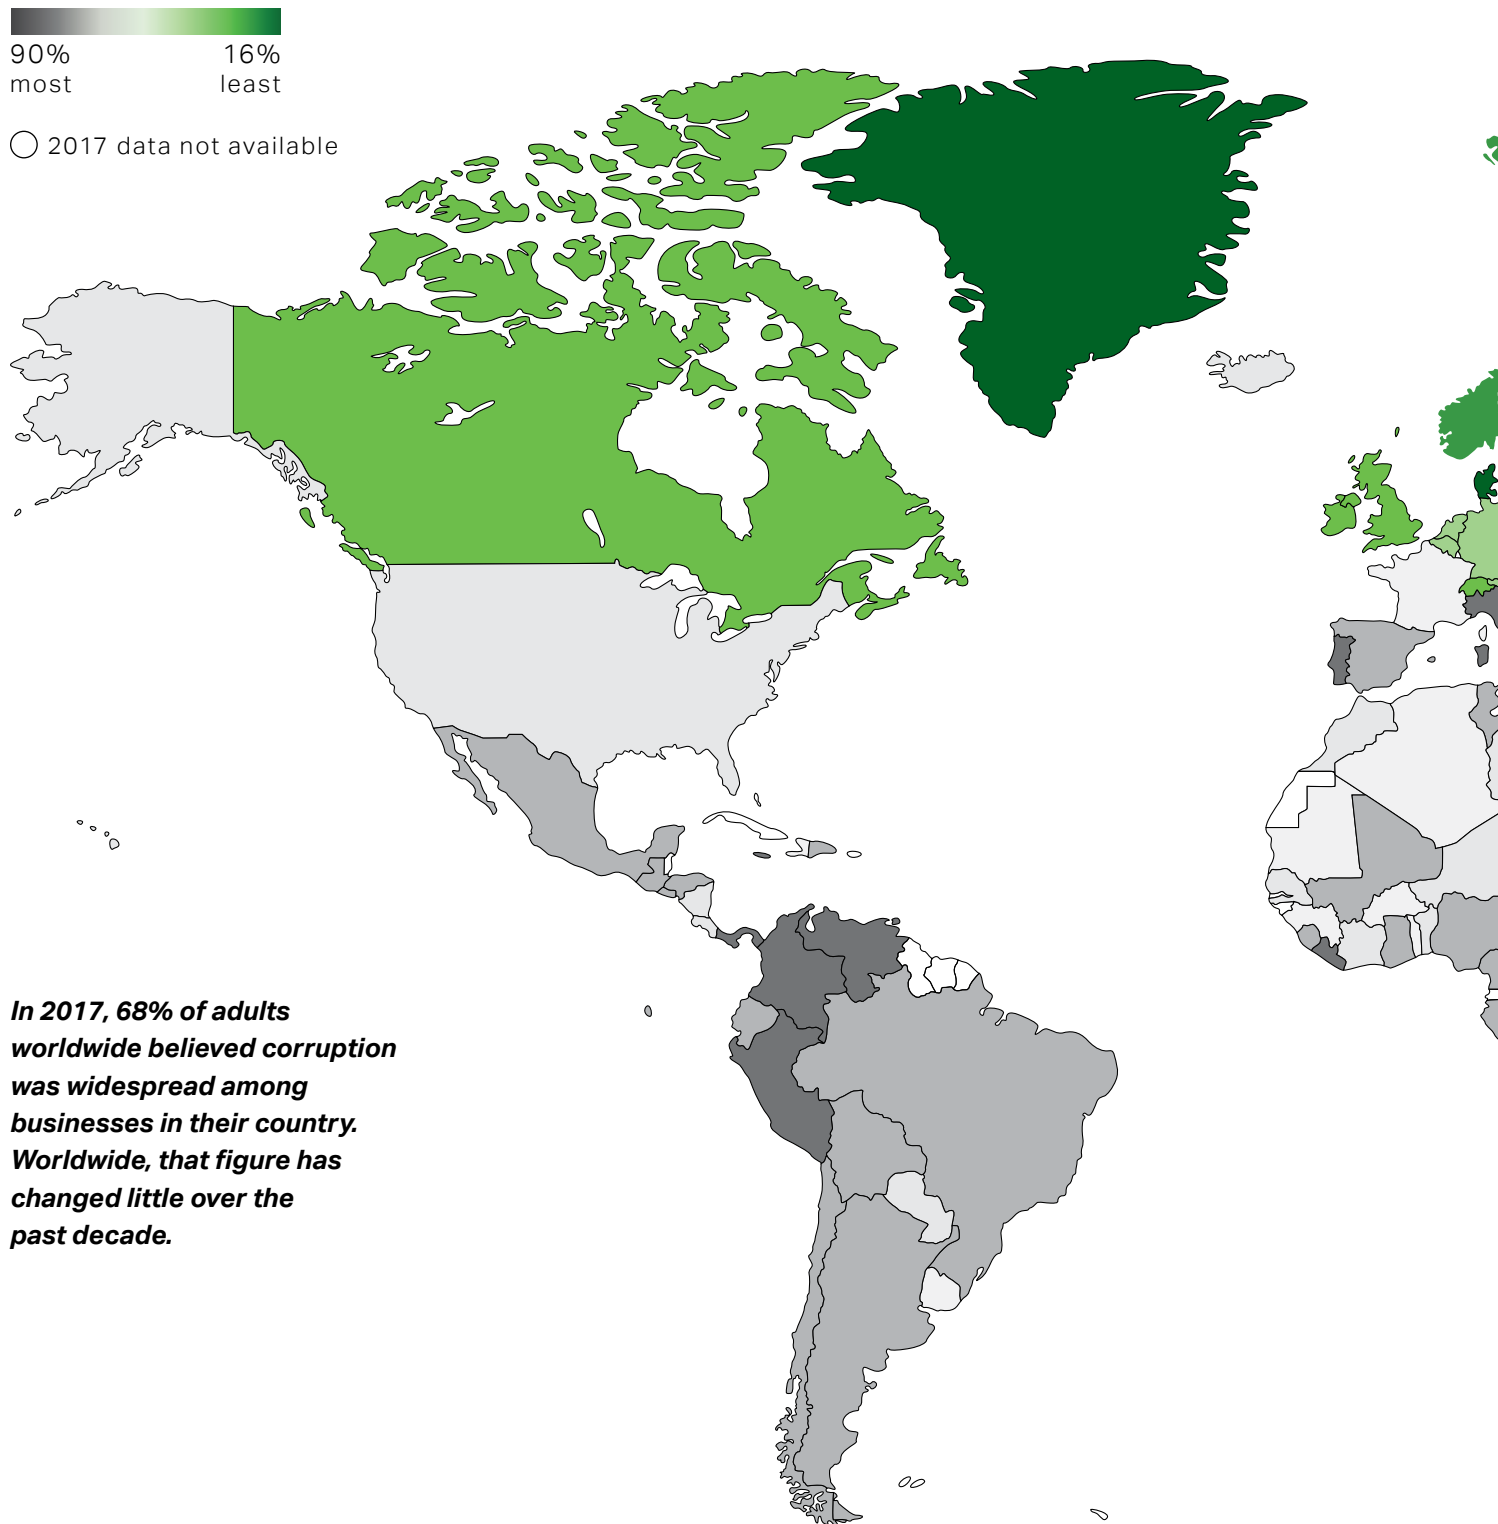 90% 16%
most least
2017 data not available
In 2017, 68% of adults
worldwide believed corruption
was widespread among
businesses in their country.
Worldwide, that figure has
changed little over the
past decade.